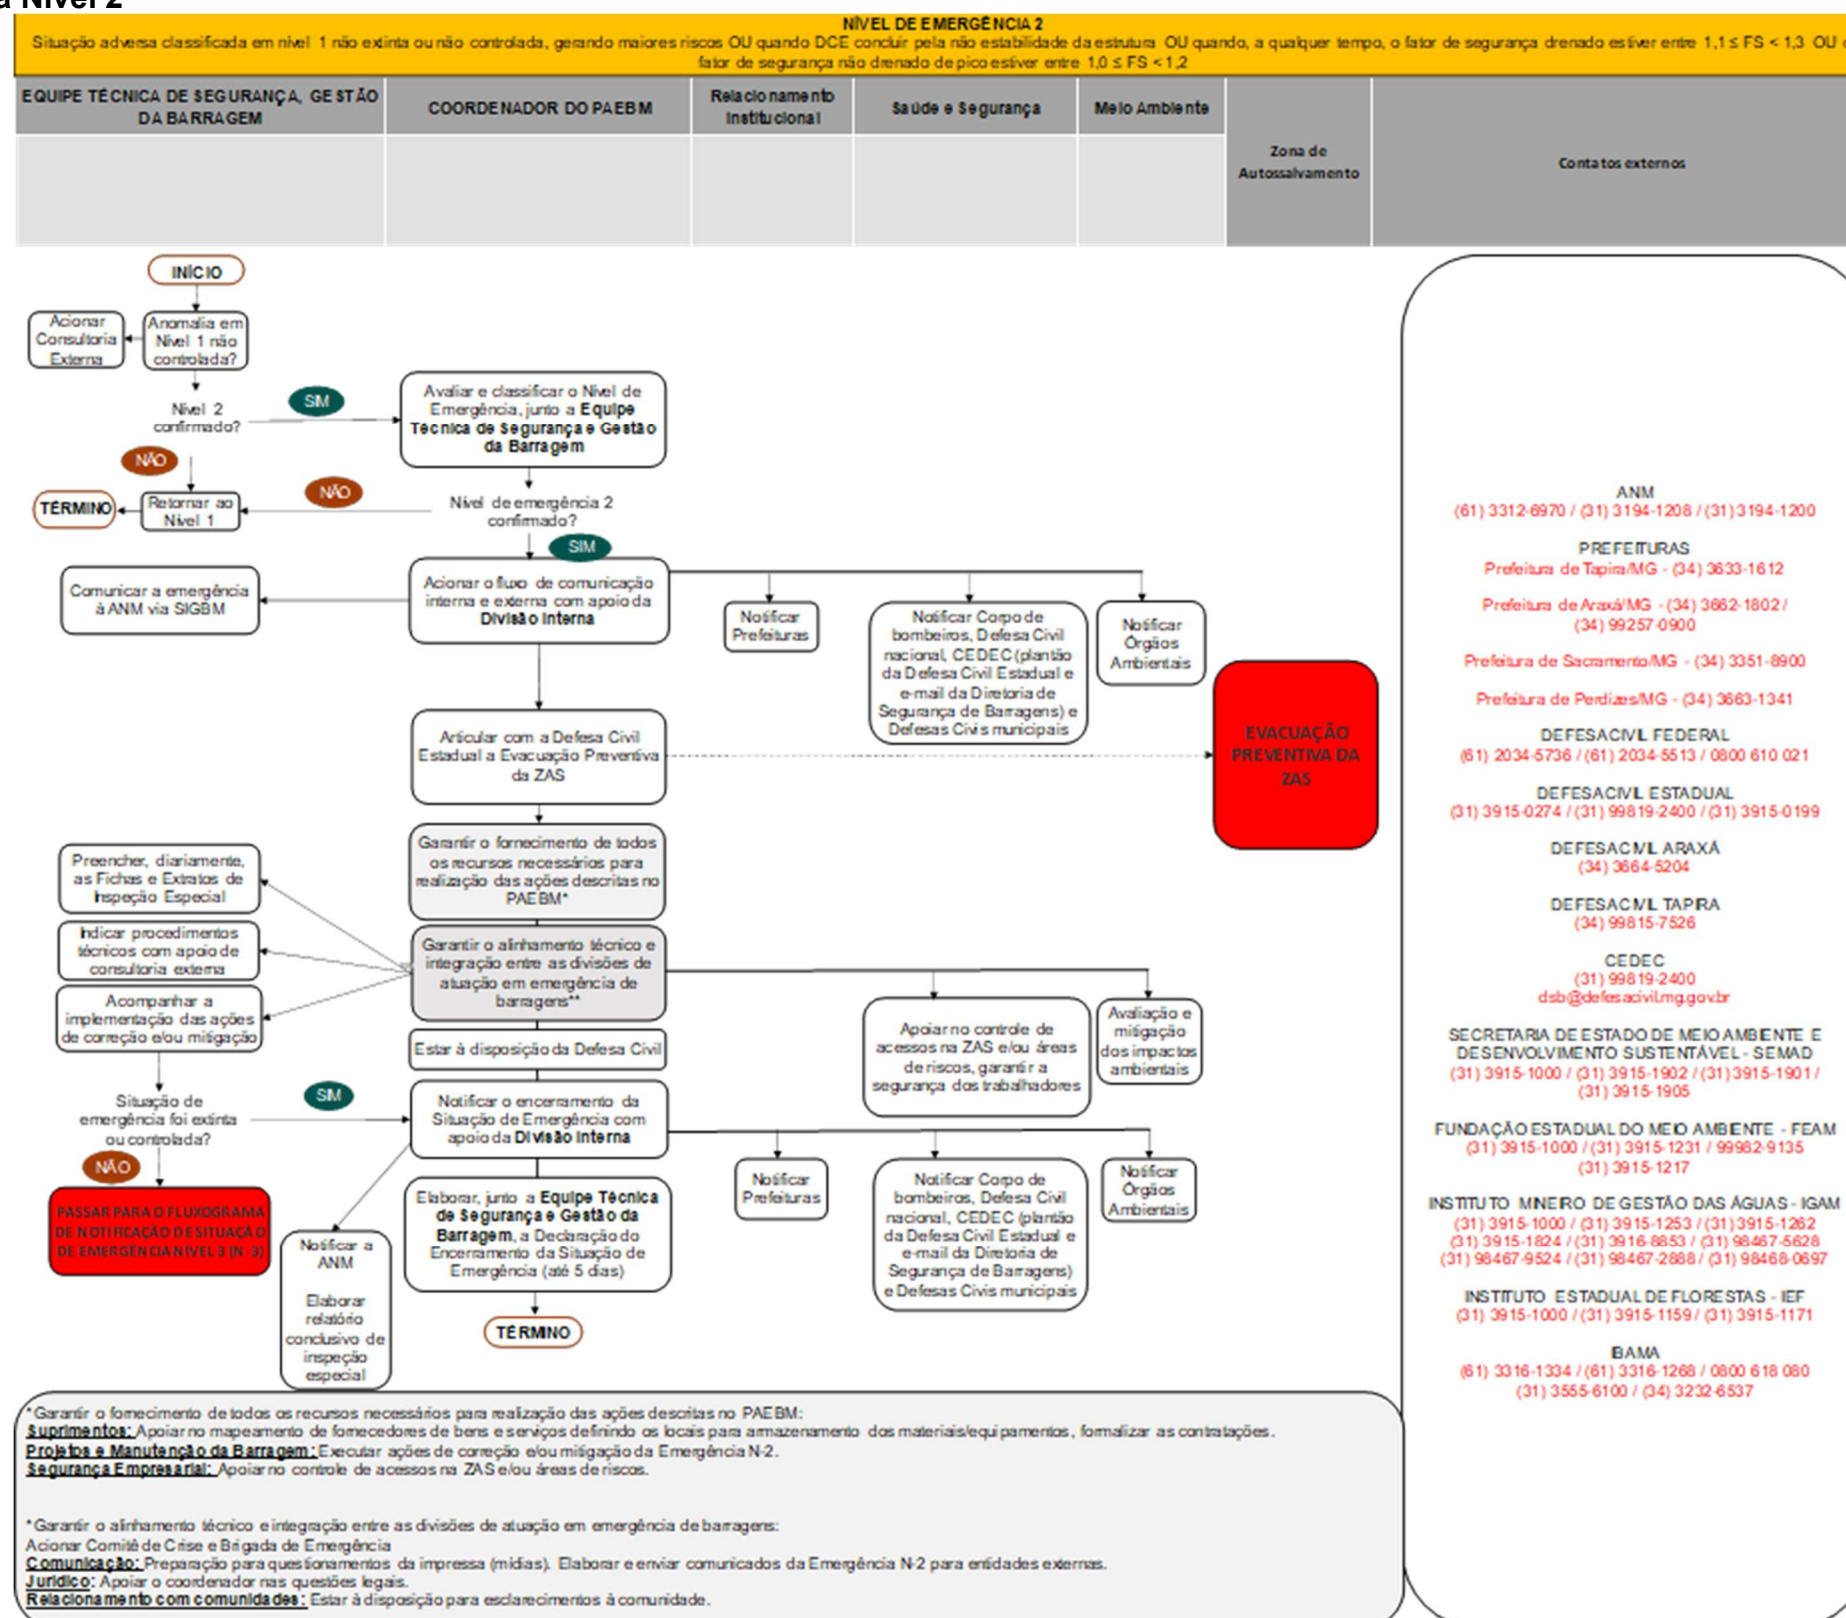 a Nível 2
NÍVEL DE EMERGÊNCIA 2
Situação adversa classificada em nível 1 não extinta ou não controlada, gerando maiores riscos OU quando DCE concluir pela não estabilidade da estrutura OU quando, a qualquer tempo, o fator de segurança drenado estiver entre 1,1 ≤ FS < 1,3 OU
fator de segurança não drenado de pico estiver entre 1,0 ≤ FS < 1,2
EQUIPE TÉCNICA DE SEGURANÇA, GESTÃO
DA BARRAGEM
COORDENADOR DO PAEBM
Relacionamento
Institucional
Saúde e Segurança
Meio Ambiente
Zona de
Autossalvamento
Contatos externos
INÍCIO
Acionar
Consultoria
Externa
Anomalia em
Nível 1 não
controlada?
Nível 2
confirmado?
SIM
Avaliar e classificar o Nível de
Emergência, junto a Equipe
Técnica de Segurança e Gestão
da Barragem
NÃO
TÉRMINO
Retornar ao
Nível 1
NÃO
Nível de emergência 2
confirmado?
SIM
Comunicar a emergência
à ANM via SIGBM
Acionar o fluxo de comunicação
interna e externa com apoio da
Divisão Interna
Notificar
Prefeituras
Notificar Corpo de
bombeiros, Defesa Civil
nacional, CEDEC (plantão
da Defesa Civil Estadual e
e-mail da Diretoria de
Segurança de Barragens) e
Defesas Civis municipais
Notificar
Órgãos
Ambientais
Articular com a Defesa Civil
Estadual a Evacuação Preventiva
da ZAS
EVACUAÇÃO
PREVENTIVA DA
ZAS
Garantir o fornecimento de todos
os recursos necessários para
realização das ações descritas no
PAEBM*
Preencher, diariamente,
as Fichas e Extratos de
Inspeção Especial
Indicar procedimentos
técnicos com apoio de
consultoria externa
Acompanhar a
implementação das ações
de correção e/ou mitigação
Garantir o alinhamento técnico e
integração entre as divisões de
atuação em emergência de
barragens**
Apoiar no controle de
acessos na ZAS e/ou áreas
de riscos, garantir a
segurança dos trabalhadores
Avaliação e
mitigação
dos impactos
ambientais
Estar à disposição da Defesa Civil
Situação de
emergência foi extinta
ou controlada?
SIM
Notificar o encerramento da
Situação de Emergência com
apoio da Divisão Interna
NÃO
PASSAR PARA O FLUXOGRAMA
DE NOTIFICAÇÃO DE SITUAÇÃO
DE EMERGÊNCIA NÍVEL 3 (N-3)
Notificar a
ANM
Elaborar
relatório
conclusivo de
inspeção
especial
Elaborar, junto a Equipe Técnica
de Segurança e Gestão da
Barragem, a Declaração do
Encerramento da Situação de
Emergência (até 5 dias)
TÉRMINO
Notificar
Prefeituras
Notificar Corpo de
bombeiros, Defesa Civil
nacional, CEDEC (plantão
da Defesa Civil Estadual e
e-mail da Diretoria de
Segurança de Barragens)
e Defesas Civis municipais
Notificar
Órgãos
Ambientais
ANM
(61) 3312-6970 / (31) 3194-1208 / (31) 3194-1200
PREFEITURAS
Prefeitura de Tapira/MG - (34) 3633-1612
Prefeitura de Araxá/MG - (34) 3662-1802 /
(34) 99257-0900
Prefeitura de Sacramento/MG - (34) 3351-8900
Prefeitura de Perdizes/MG - (34) 3663-1341
DEFESA CIVIL FEDERAL
(61) 2034-5736 / (61) 2034-5513 / 0800 610 021
DEFESA CIVIL ESTADUAL
(31) 3915-0274 / (31) 99819-2400 / (31) 3915-0199
DEFESA CIVIL ARAXÁ
(34) 3664-5204
DEFESA CIVIL TAPIRA
(34) 99815-7526
CEDEC
(31) 99819-2400
dsb@defesacivil.mg.gov.br
SECRETARIA DE ESTADO DE MEIO AMBIENTE E
DESENVOLVIMENTO SUSTENTÁVEL - SEMAD
(31) 3915-1000 / (31) 3915-1902 / (31) 3915-1901 /
(31) 3915-1905
FUNDAÇÃO ESTADUAL DO MEIO AMBIENTE - FEAM
(31) 3915-1000 / (31) 3915-1231 / 99982-9135
(31) 3915-1217
INSTITUTO MINEIRO DE GESTÃO DAS ÁGUAS - IGAM
(31) 3915-1000 / (31) 3915-1253 / (31) 3915-1262
(31) 3915-1824 / (31) 3916-8853 / (31) 98467-5628
(31) 98467-9524 / (31) 98467-2888 / (31) 98468-0697
INSTITUTO ESTADUAL DE FLORESTAS - IEF
(31) 3915-1000 / (31) 3915-1159 / (31) 3915-1171
IBAMA
(61) 3316-1334 / (61) 3316-1268 / 0800 618 080
(31) 3555-6100 / (34) 3232-6537
*Garantir o fornecimento de todos os recursos necessários para realização das ações descritas no PAEBM:
Suprimentos: Apoiar no mapeamento de fornecedores de bens e serviços definindo os locais para armazenamento dos materiais/equipamentos, formalizar as contratações.
Projetos e Manutenção da Barragem: Executar ações de correção e/ou mitigação da Emergência N-2.
Segurança Empresarial: Apoiar no controle de acessos na ZAS e/ou áreas de riscos.
*Garantir o alinhamento técnico e integração entre as divisões de atuação em emergência de barragens:
Acionar Comitê de Crise e Brigada de Emergência
Comunicação: Preparação para questionamentos da impressa (mídias). Elaborar e enviar comunicados da Emergência N-2 para entidades externas.
Jurídico: Apoiar o coordenador nas questões legais.
Relacionamento com comunidades: Estar à disposição para esclarecimentos à comunidade.